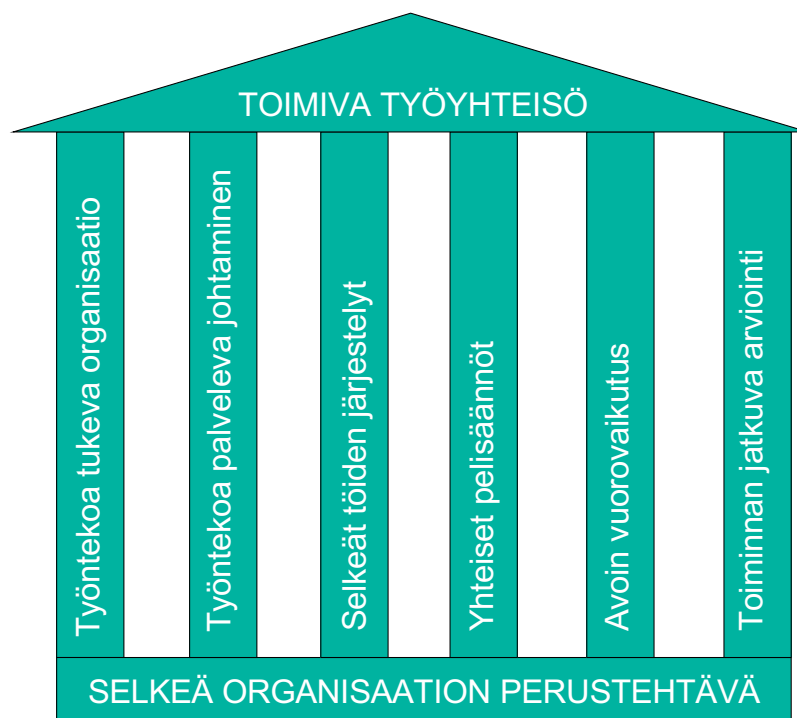 TOIMIVA TYÖYHTEISÖ
Työntekoa tukeva organisaatio
Työntekoa palveleva johtaminen
Selkeät töiden järjestelyt
Yhteiset pelisäännöt
Avoin vuorovaikutus
Toiminnan jatkuva arviointi
SELKEÄ ORGANISAATION PERUSTEHTÄVÄ